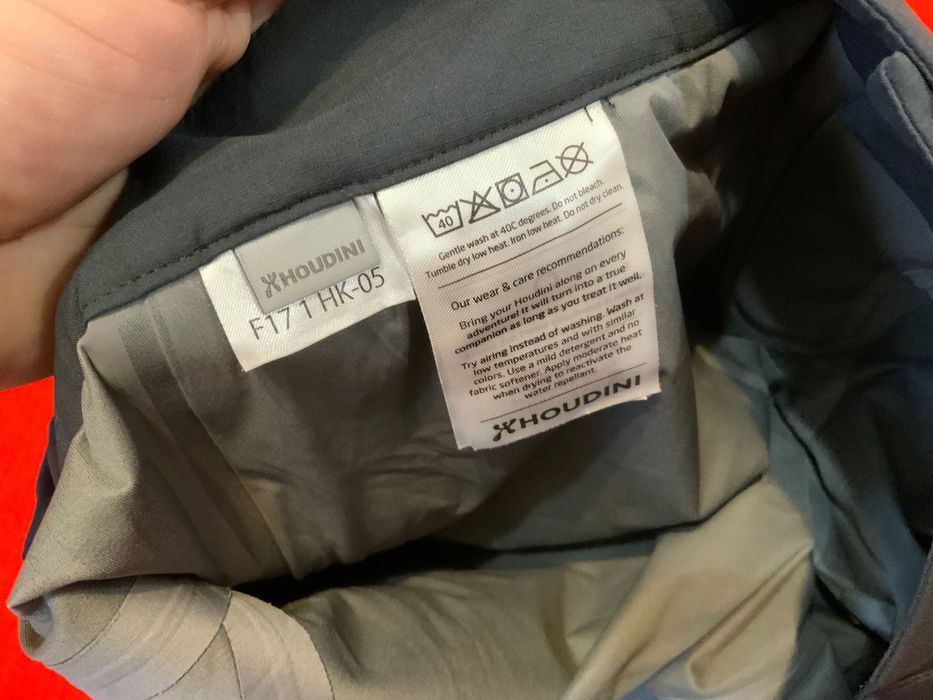 HOUDINI
F17 1 HK-05
40
Gentle wash at 40C degrees. Do not bleach.
Tumble dry low heat. Iron low heat. Do not dry clean.
Our wear & care recommendations:
Bring your Houdini along on every
adventure! It will turn into a true
companion as long as you treat it well.
Try airing instead of washing. Wash at
low temperatures and with similar
colors. Use a mild detergent and no
fabric softener. Apply moderate heat
when drying to reactivate the
water repellant.
HOUDINI